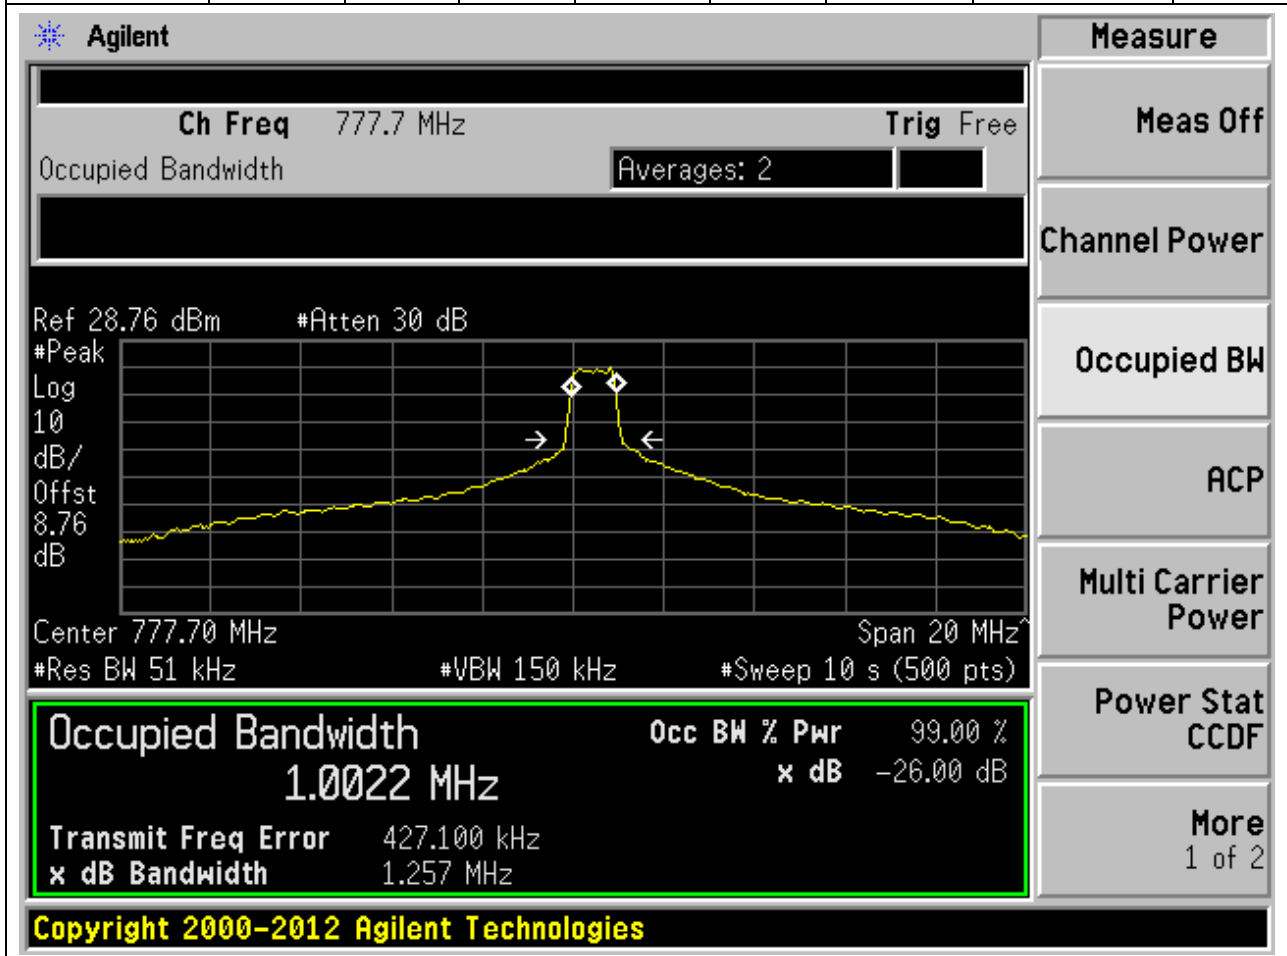 Agilent
Measure
Ch Freq 777.7 MHz Trig Free
Meas Off
Occupied Bandwidth Averages: 2
Channel Power
Ref 28.76 dBm #Atten 30 dB
#Peak
Log
10
dB/
Offst
8.76
dB
Occupied BW
ACP
Multi Carrier
Power
Center 777.70 MHz Span 20 MHz^
#Res BW 51 kHz #VBW 150 kHz #Sweep 10 s (500 pts)
Occupied Bandwidth Occ BW % Pwr 99.00 %
1.0022 MHz x dB -26.00 dB
Power Stat
CCDF
Transmit Freq Error 427.100 kHz
x dB Bandwidth 1.257 MHz
More
1 of 2
Copyright 2000-2012 Agilent Technologies